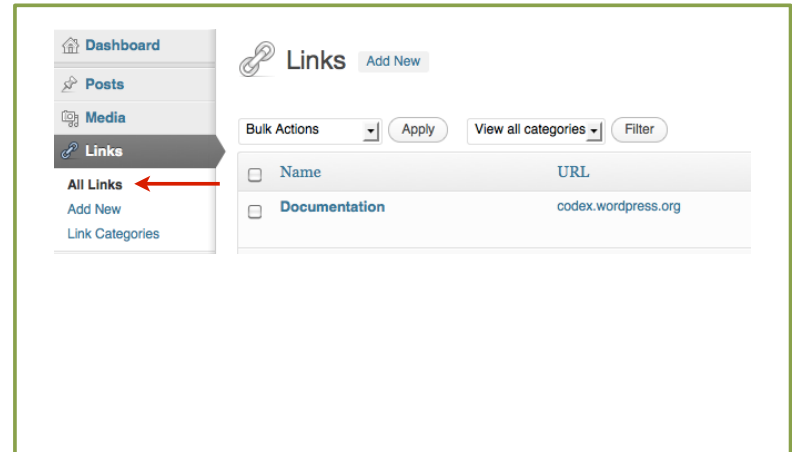 Dashboard
Posts
Media
Links
All Links
Add New
Link Categories
Links Add New
Bulk Actions Apply View all categories Filter
Name URL
Documentation codex.wordpress.org